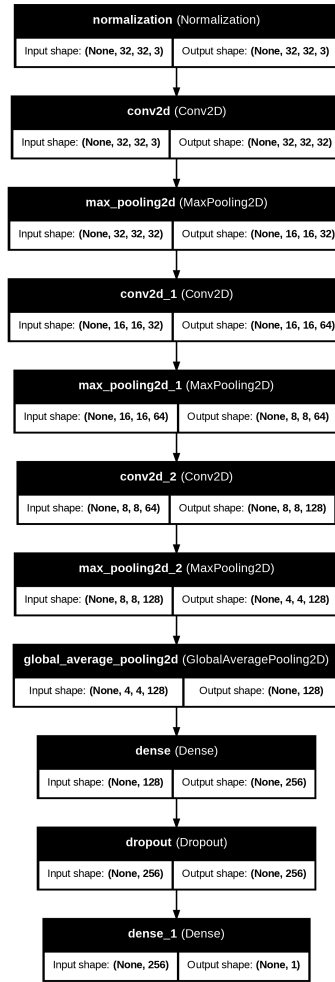 normalization (Normalization)
Input shape: (None, 32, 32, 3) Output shape: (None, 32, 32, 3)
conv2d (Conv2D)
Input shape: (None, 32, 32, 3) Output shape: (None, 32, 32, 32)
max_pooling2d (MaxPooling2D)
Input shape: (None, 32, 32, 32) Output shape: (None, 16, 16, 32)
conv2d_1 (Conv2D)
Input shape: (None, 16, 16, 32) Output shape: (None, 16, 16, 64)
max_pooling2d_1 (MaxPooling2D)
Input shape: (None, 16, 16, 64) Output shape: (None, 8, 8, 64)
conv2d_2 (Conv2D)
Input shape: (None, 8, 8, 64) Output shape: (None, 8, 8, 128)
max_pooling2d_2 (MaxPooling2D)
Input shape: (None, 8, 8, 128) Output shape: (None, 4, 4, 128)
global_average_pooling2d (GlobalAveragePooling2D)
Input shape: (None, 4, 4, 128) Output shape: (None, 128)
dense (Dense)
Input shape: (None, 128) Output shape: (None, 256)
dropout (Dropout)
Input shape: (None, 256) Output shape: (None, 256)
dense_1 (Dense)
Input shape: (None, 256) Output shape: (None, 1)